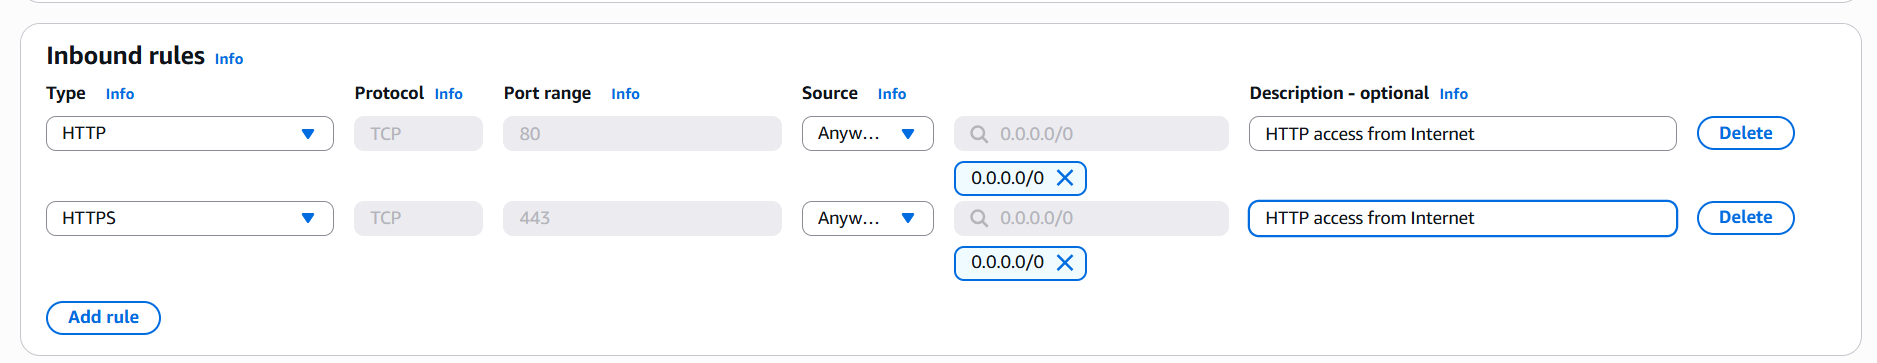 Inbound rules Info
Type Info Protocol Info Port range Info Source Info Description - optional Info
HTTP TCP 80 Anyw... 0.0.0.0/0 HTTP access from Internet Delete
0.0.0.0/0
HTTPS TCP 443 Anyw... 0.0.0.0/0 HTTP access from Internet Delete
0.0.0.0/0
Add rule